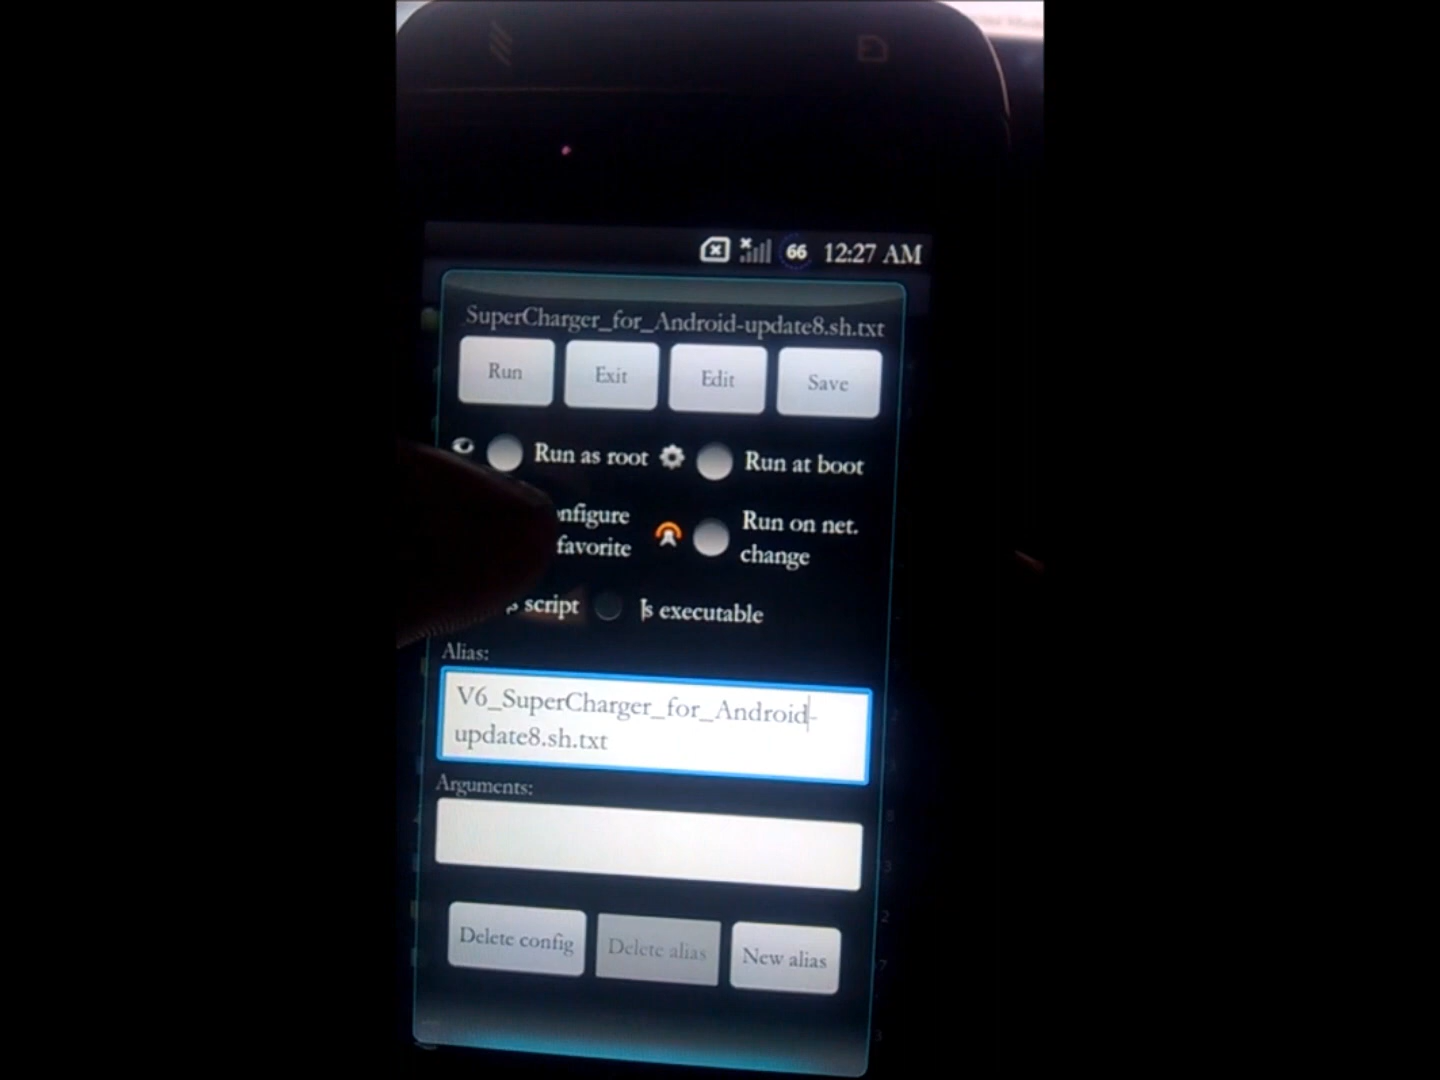 66 12:27 AM
SuperCharger_for_Android-update8.sh.txt
Run Exit Edit Save
Run as root Run at boot
nfigure Run on net.
favorite change
script Is executable
Alias:
V6_SuperCharger_for_Android-
update8.sh.txt
Arguments:
Delete config Delete alias New alias